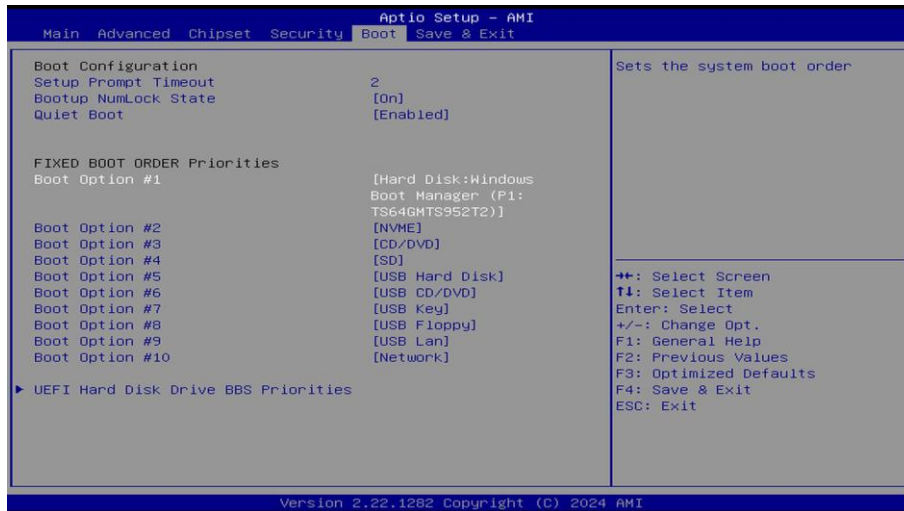 Aptio Setup – AMI
Main Advanced Chipset Security Boot Save & Exit
Boot Configuration
Setup Prompt Timeout 2
Bootup NumLock State [On]
Quiet Boot [Enabled]
FIXED BOOT ORDER Priorities
Boot Option #1 [Hard Disk:Windows
Boot Manager (P1:
TS64GMTS952T2)]
Boot Option #2 [NVME]
Boot Option #3 [CD/DVD]
Boot Option #4 [SD]
Boot Option #5 [USB Hard Disk]
Boot Option #6 [USB CD/DVD]
Boot Option #7 [USB Key]
Boot Option #8 [USB Floppy]
Boot Option #9 [USB Lan]
Boot Option #10 [Network]
▶ UEFI Hard Disk Drive BBS Priorities
Sets the system boot order
→←: Select Screen
↑↓: Select Item
Enter: Select
+/-: Change Opt.
F1: General Help
F2: Previous Values
F3: Optimized Defaults
F4: Save & Exit
ESC: Exit
Version 2.22.1282 Copyright (C) 2024 AMI